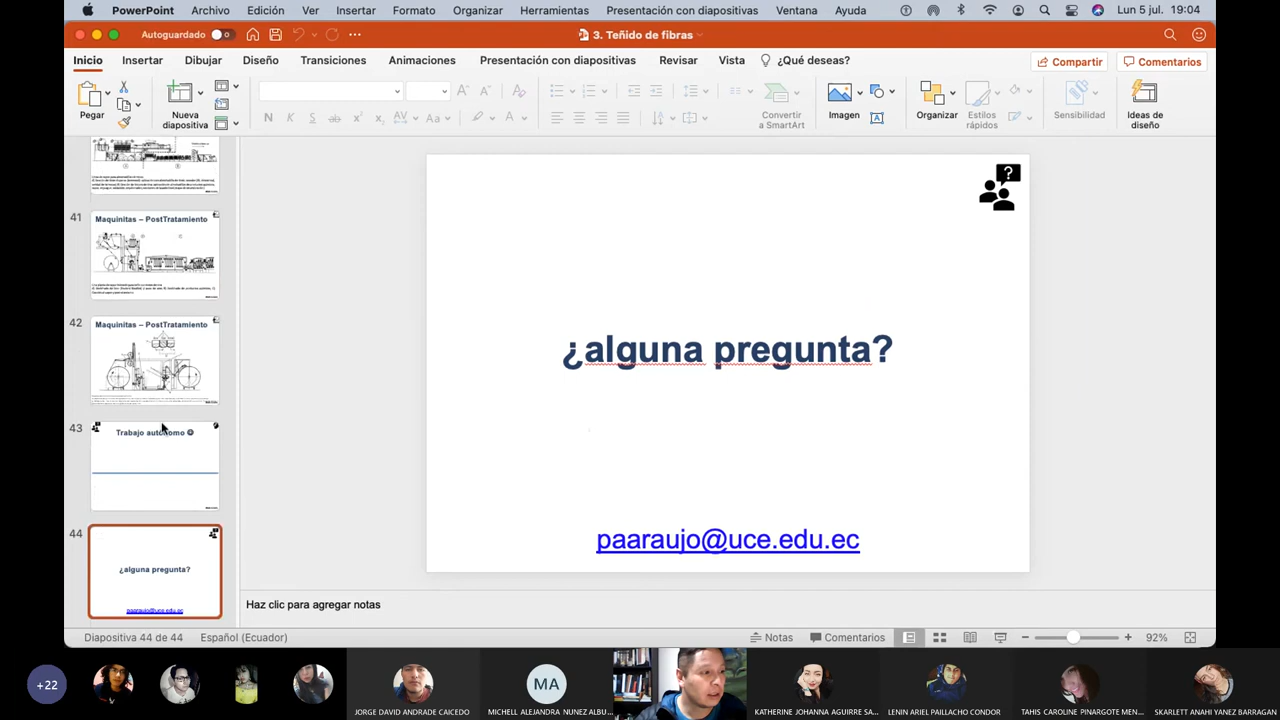 PowerPoint Archivo Edición Ver Insertar Formato Organizar Herramientas Presentación con diapositivas Ventana Ayuda Lun 5 jul. 19:04
Autoguardado 3. Teñido de fibras
Inicio Insertar Dibujar Diseño Transiciones Animaciones Presentación con diapositivas Revisar Vista ¿Qué deseas? Compartir Comentarios
Pegar
Nueva
diapositiva
N
Aa
A
Convertir
a SmartArt
Imagen
Organizar
Estilos
rápidos
Sensibilidad
Ideas de
diseño
41
Maquinitas – PostTratamiento
42
Maquinitas – PostTratamiento
43
Trabajo autónomo
44
¿alguna pregunta?
paaraujo@uce.edu.ec
¿alguna pregunta?
paaraujo@uce.edu.ec
Haz clic para agregar notas
Diapositiva 44 de 44 Español (Ecuador) Notas Comentarios 92%
+22
MA
JORGE DAVID ANDRADE CAICEDO
MICHELL ALEJANDRA NUNEZ ALBU...
KATHERINE JOHANNA AGUIRRE SA...
LENIN ARIEL PAILLACHO CONDOR
TAHIS CAROLINE PINARGOTE MEN...
SKARLETT ANAHI YANEZ BARRAGAN